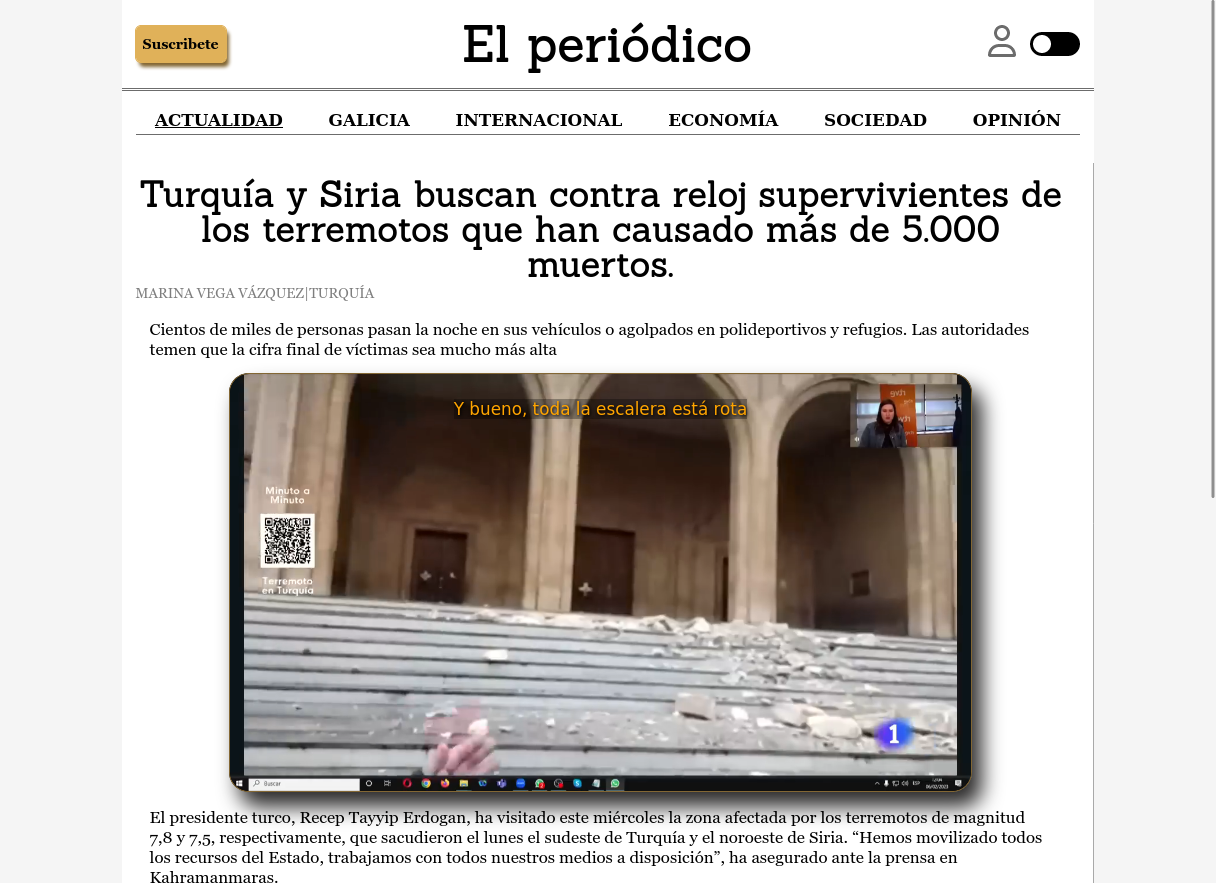 Suscribete
El periódico
ACTUALIDAD GALICIA INTERNACIONAL ECONOMÍA SOCIEDAD OPINIÓN
Turquía y Siria buscan contra reloj supervivientes de
los terremotos que han causado más de 5.000
muertos.
MARINA VEGA VÁZQUEZ|TURQUÍA
Cientos de miles de personas pasan la noche en sus vehículos o agolpados en polideportivos y refugios. Las autoridades
temen que la cifra final de víctimas sea mucho más alta
Y bueno, toda la escalera está rota
Minuto a
Minuto
Terremoto
en Turquía
1
Buscar
ESP
06/02/2023
El presidente turco, Recep Tayyip Erdogan, ha visitado este miércoles la zona afectada por los terremotos de magnitud
7,8 y 7,5, respectivamente, que sacudieron el lunes el sudeste de Turquía y el noroeste de Siria. “Hemos movilizado todos
los recursos del Estado, trabajamos con todos nuestros medios a disposición”, ha asegurado ante la prensa en
Kahramanmaras.